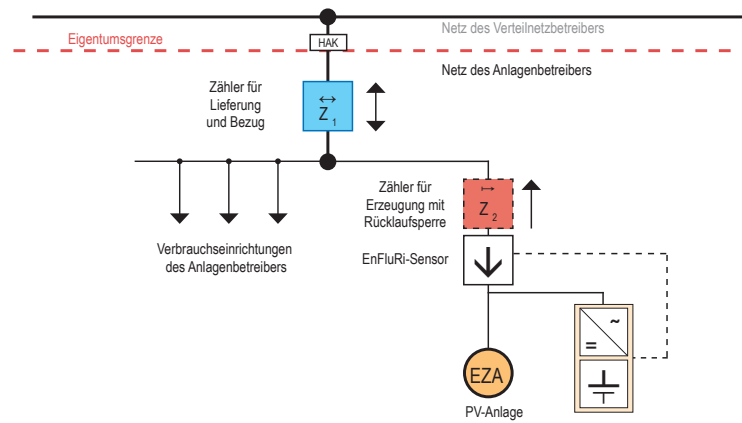 Netz des Verteilnetzbetreibers
Eigentumsgrenze
HAK
Netz des Anlagenbetreibers
Zähler für
Lieferung
und Bezug
Z 1
Zähler für
Erzeugung mit
Rücklaufsperre
Z 2
Verbrauchseinrichtungen
des Anlagenbetreibers
EnFluRi-Sensor
~
=
EZA
PV-Anlage